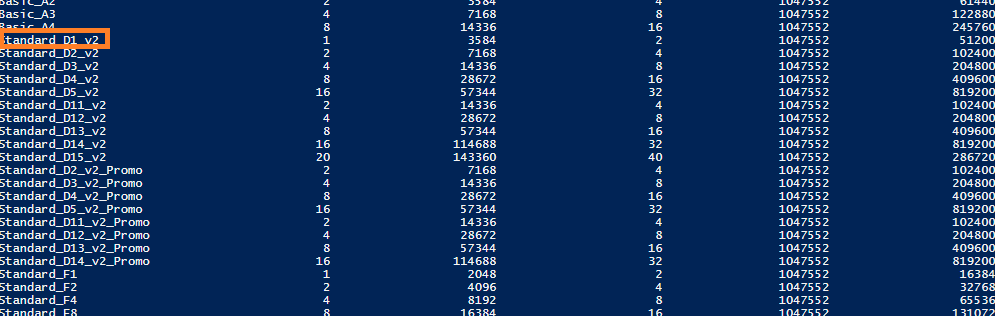 Basic_A2 2 3584 4 1047552 61440
Basic_A3 4 7168 8 1047552 122880
Basic_A4 8 14336 16 1047552 245760
Standard_D1_v2 1 3584 2 1047552 51200
Standard_D2_v2 2 7168 4 1047552 102400
Standard_D3_v2 4 14336 8 1047552 204800
Standard_D4_v2 8 28672 16 1047552 409600
Standard_D5_v2 16 57344 32 1047552 819200
Standard_D11_v2 2 14336 4 1047552 102400
Standard_D12_v2 4 28672 8 1047552 204800
Standard_D13_v2 8 57344 16 1047552 409600
Standard_D14_v2 16 114688 32 1047552 819200
Standard_D15_v2 20 143360 40 1047552 286720
Standard_D2_v2_Promo 2 7168 4 1047552 102400
Standard_D3_v2_Promo 4 14336 8 1047552 204800
Standard_D4_v2_Promo 8 28672 16 1047552 409600
Standard_D5_v2_Promo 16 57344 32 1047552 819200
Standard_D11_v2_Promo 2 14336 4 1047552 102400
Standard_D12_v2_Promo 4 28672 8 1047552 204800
Standard_D13_v2_Promo 8 57344 16 1047552 409600
Standard_D14_v2_Promo 16 114688 32 1047552 819200
Standard_F1 1 2048 2 1047552 16384
Standard_F2 2 4096 4 1047552 32768
Standard_F4 4 8192 8 1047552 65536
Standard_F8 8 16384 16 1047552 131072